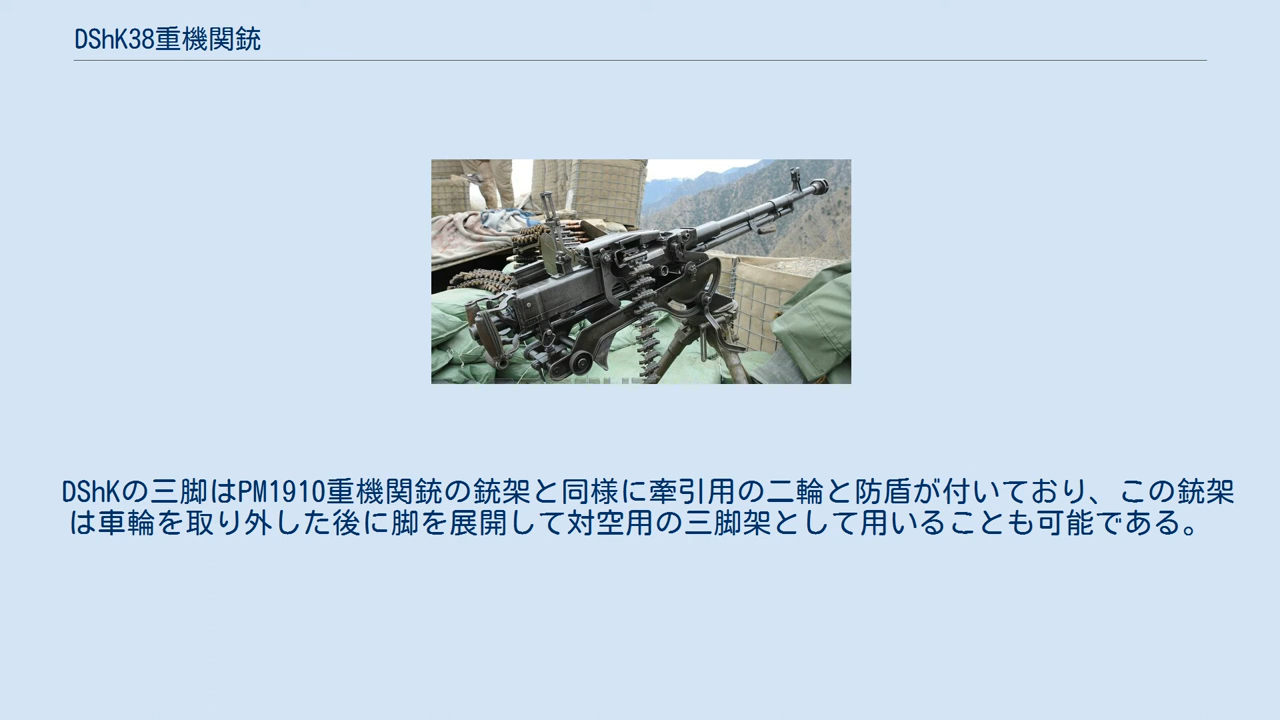 DShK38重機関銃
DShKの三脚はPM1910重機関銃の銃架と同様に牽引用の二輪と防盾が付いており、この銃架
は車輪を取り外した後に脚を展開して対空用の三脚架として用いることも可能である。